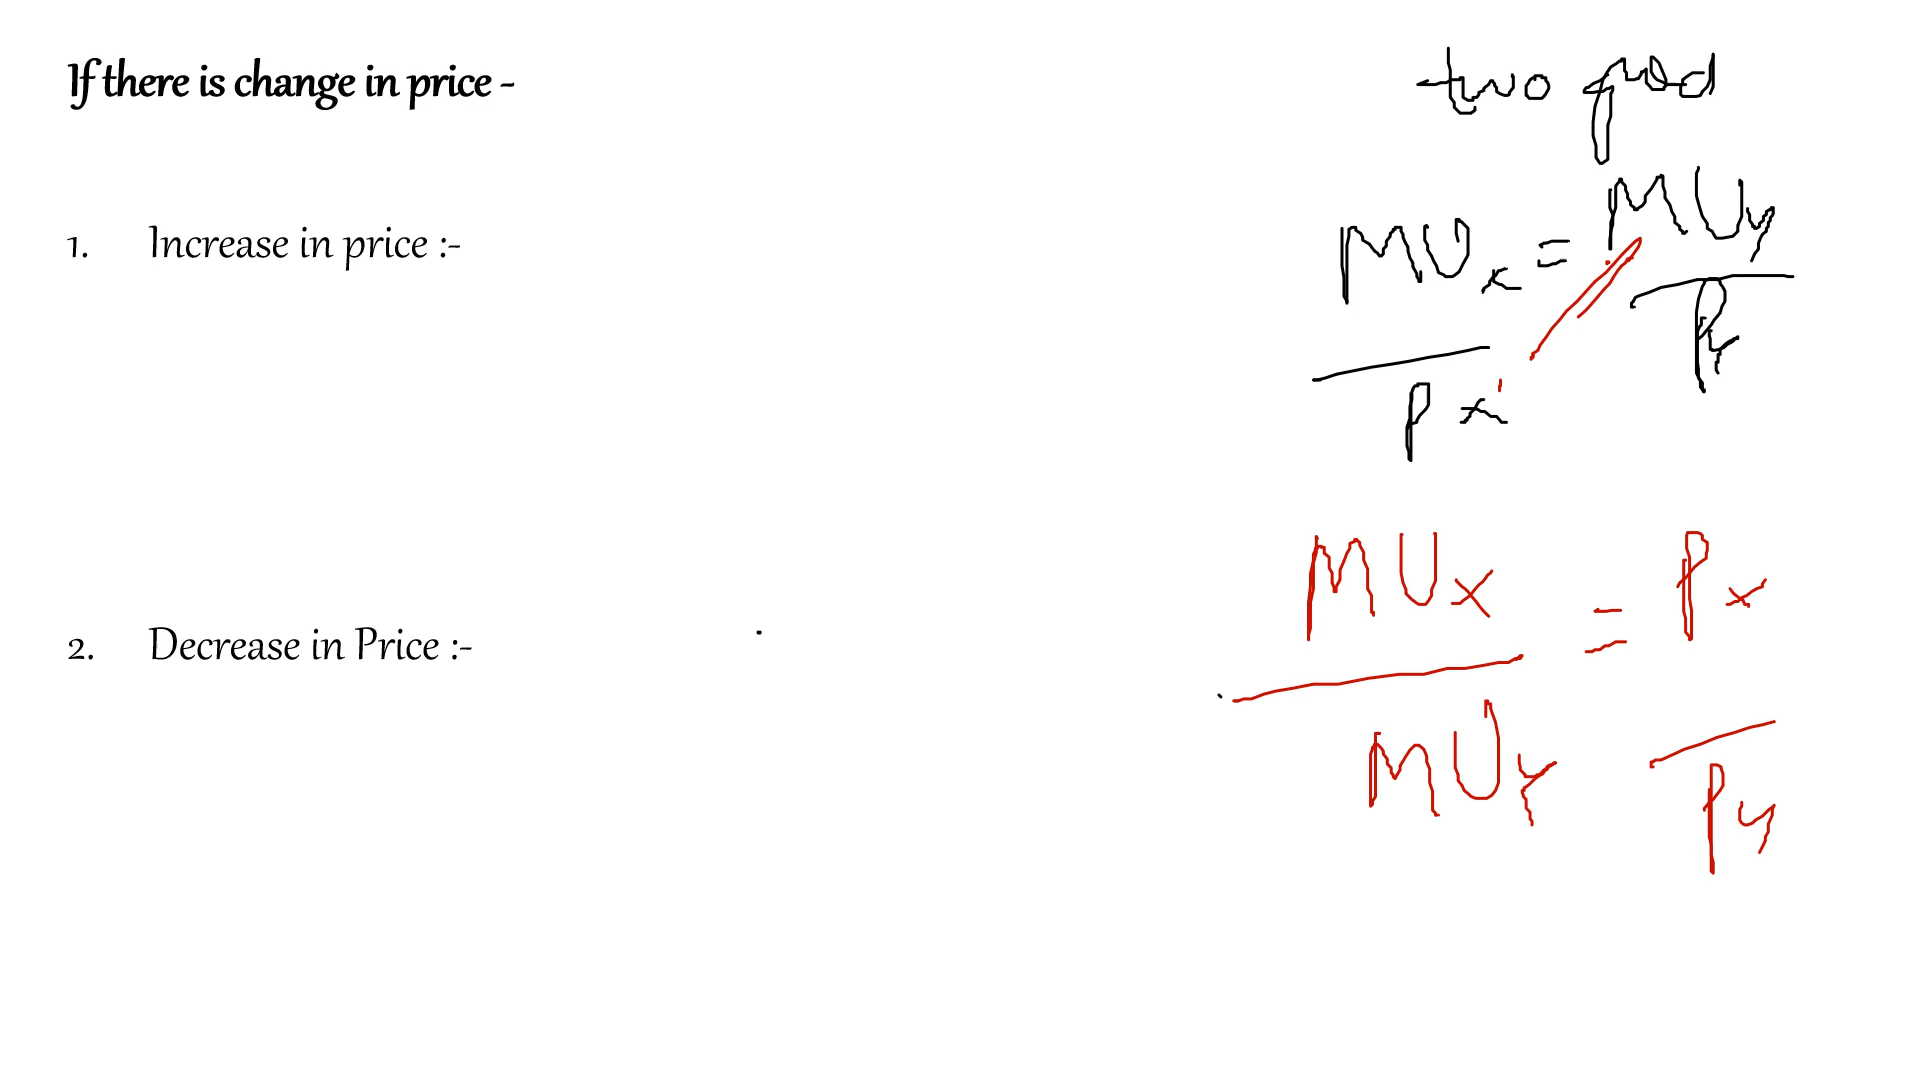 If there is change in price -
1. Increase in price :-
2. Decrease in Price :-
two good
MUx = MUy
Px Py
MUx = Px
MUY Py